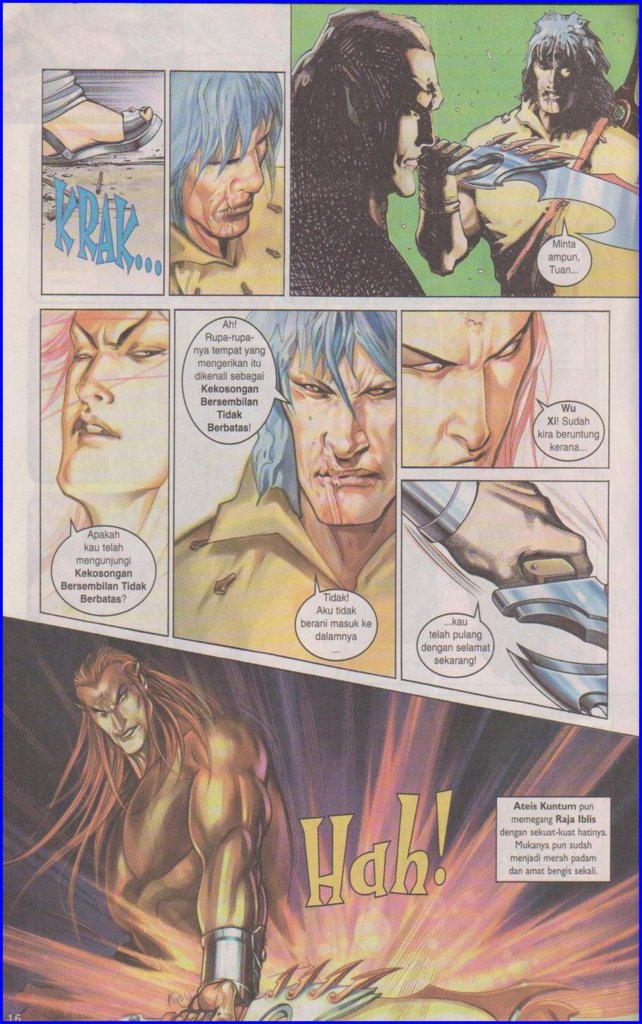 KRAK...
Minta
ampun,
Tuan...
Apakah
kau telah
mengunjungi
Kekosongan
Bersembilan Tidak
Berbatas?
Ah!
Rupa-rupa-
nya tempat yang
mengerikan itu
dikenali sebagai
Kekosongan
Bersembilan
Tidak
Berbatas!
Tidak!
Aku tidak
berani masuk ke
dalamnya
...
Wu
Xi! Sudah
kira beruntung
kerana...
...kau
telah pulang
dengan selamat
sekarang!
Hah!
Ateis Kuntum pun
memegang Raja Iblis
dengan sekuat-kuat hatinya.
Mukanya pun sudah
menjadi merah padam
dan amat bengis sekali.
16